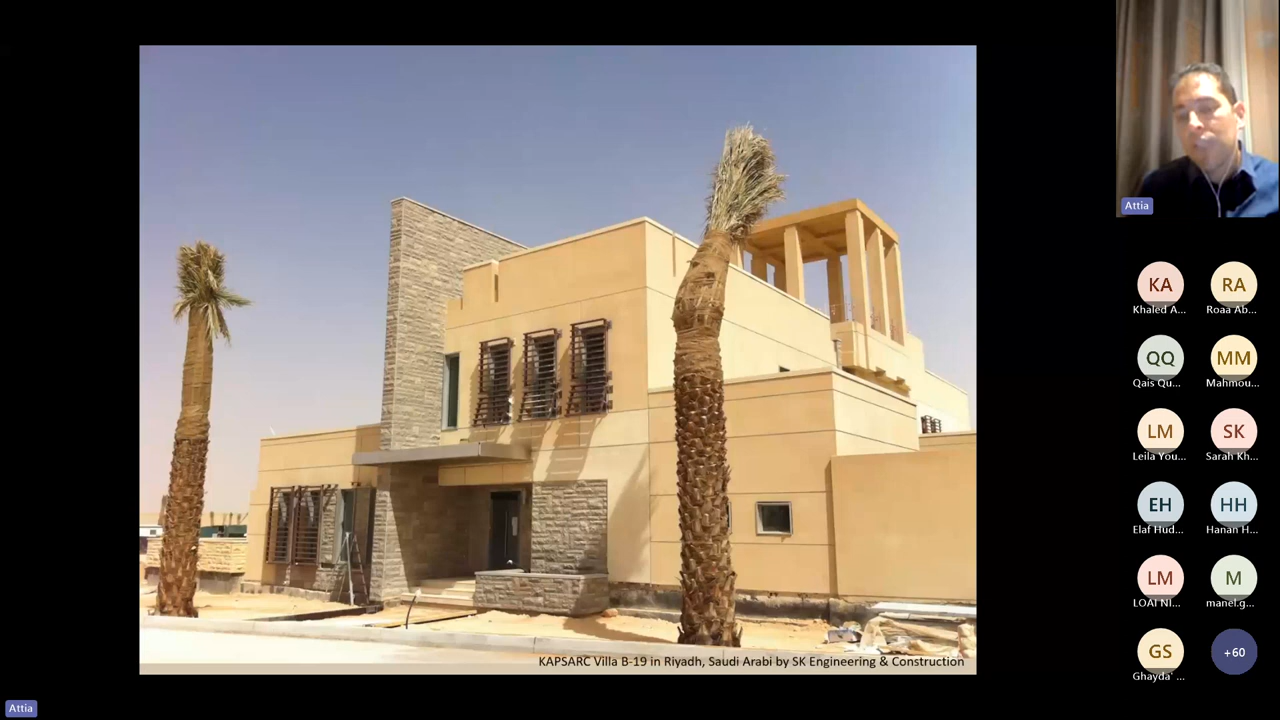 KAPSARC Villa B-19 in Riyadh, Saudi Arabi by SK Engineering & Construction
Attia
KA
RA
Khaled A...
Roaa Ab...
QQ
MM
Qais Qu...
Mahmou...
LM
SK
Leila You...
Sarah Kh...
EH
HH
Elaf Hud...
Hanan H...
LM
M
LOAI NI...
manel.g...
GS
+60
Ghayda' ...
Attia